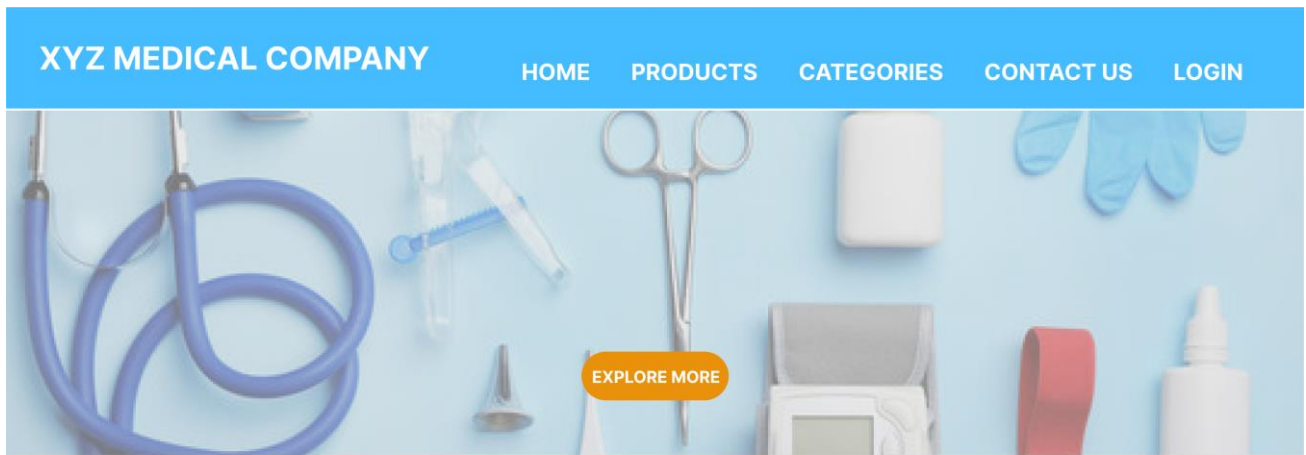 XYZ MEDICAL COMPANY
HOME PRODUCTS CATEGORIES CONTACT US LOGIN
EXPLORE MORE